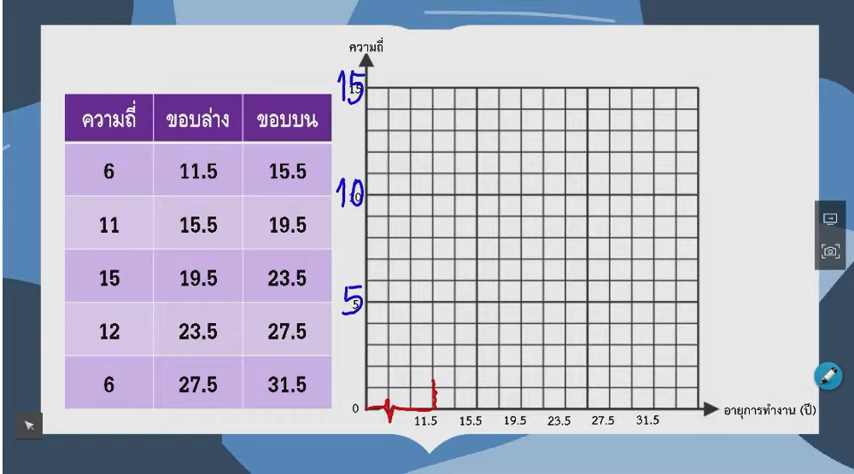 ความถี่
15
ความถี่ ขอบล่าง ขอบบน
6 11.5 15.5
10
11 15.5 19.5
15 19.5 23.5
5
12 23.5 27.5
6 27.5 31.5
0
อายุการทำงาน (ปี)
11.5 15.5 19.5 23.5 27.5 31.5